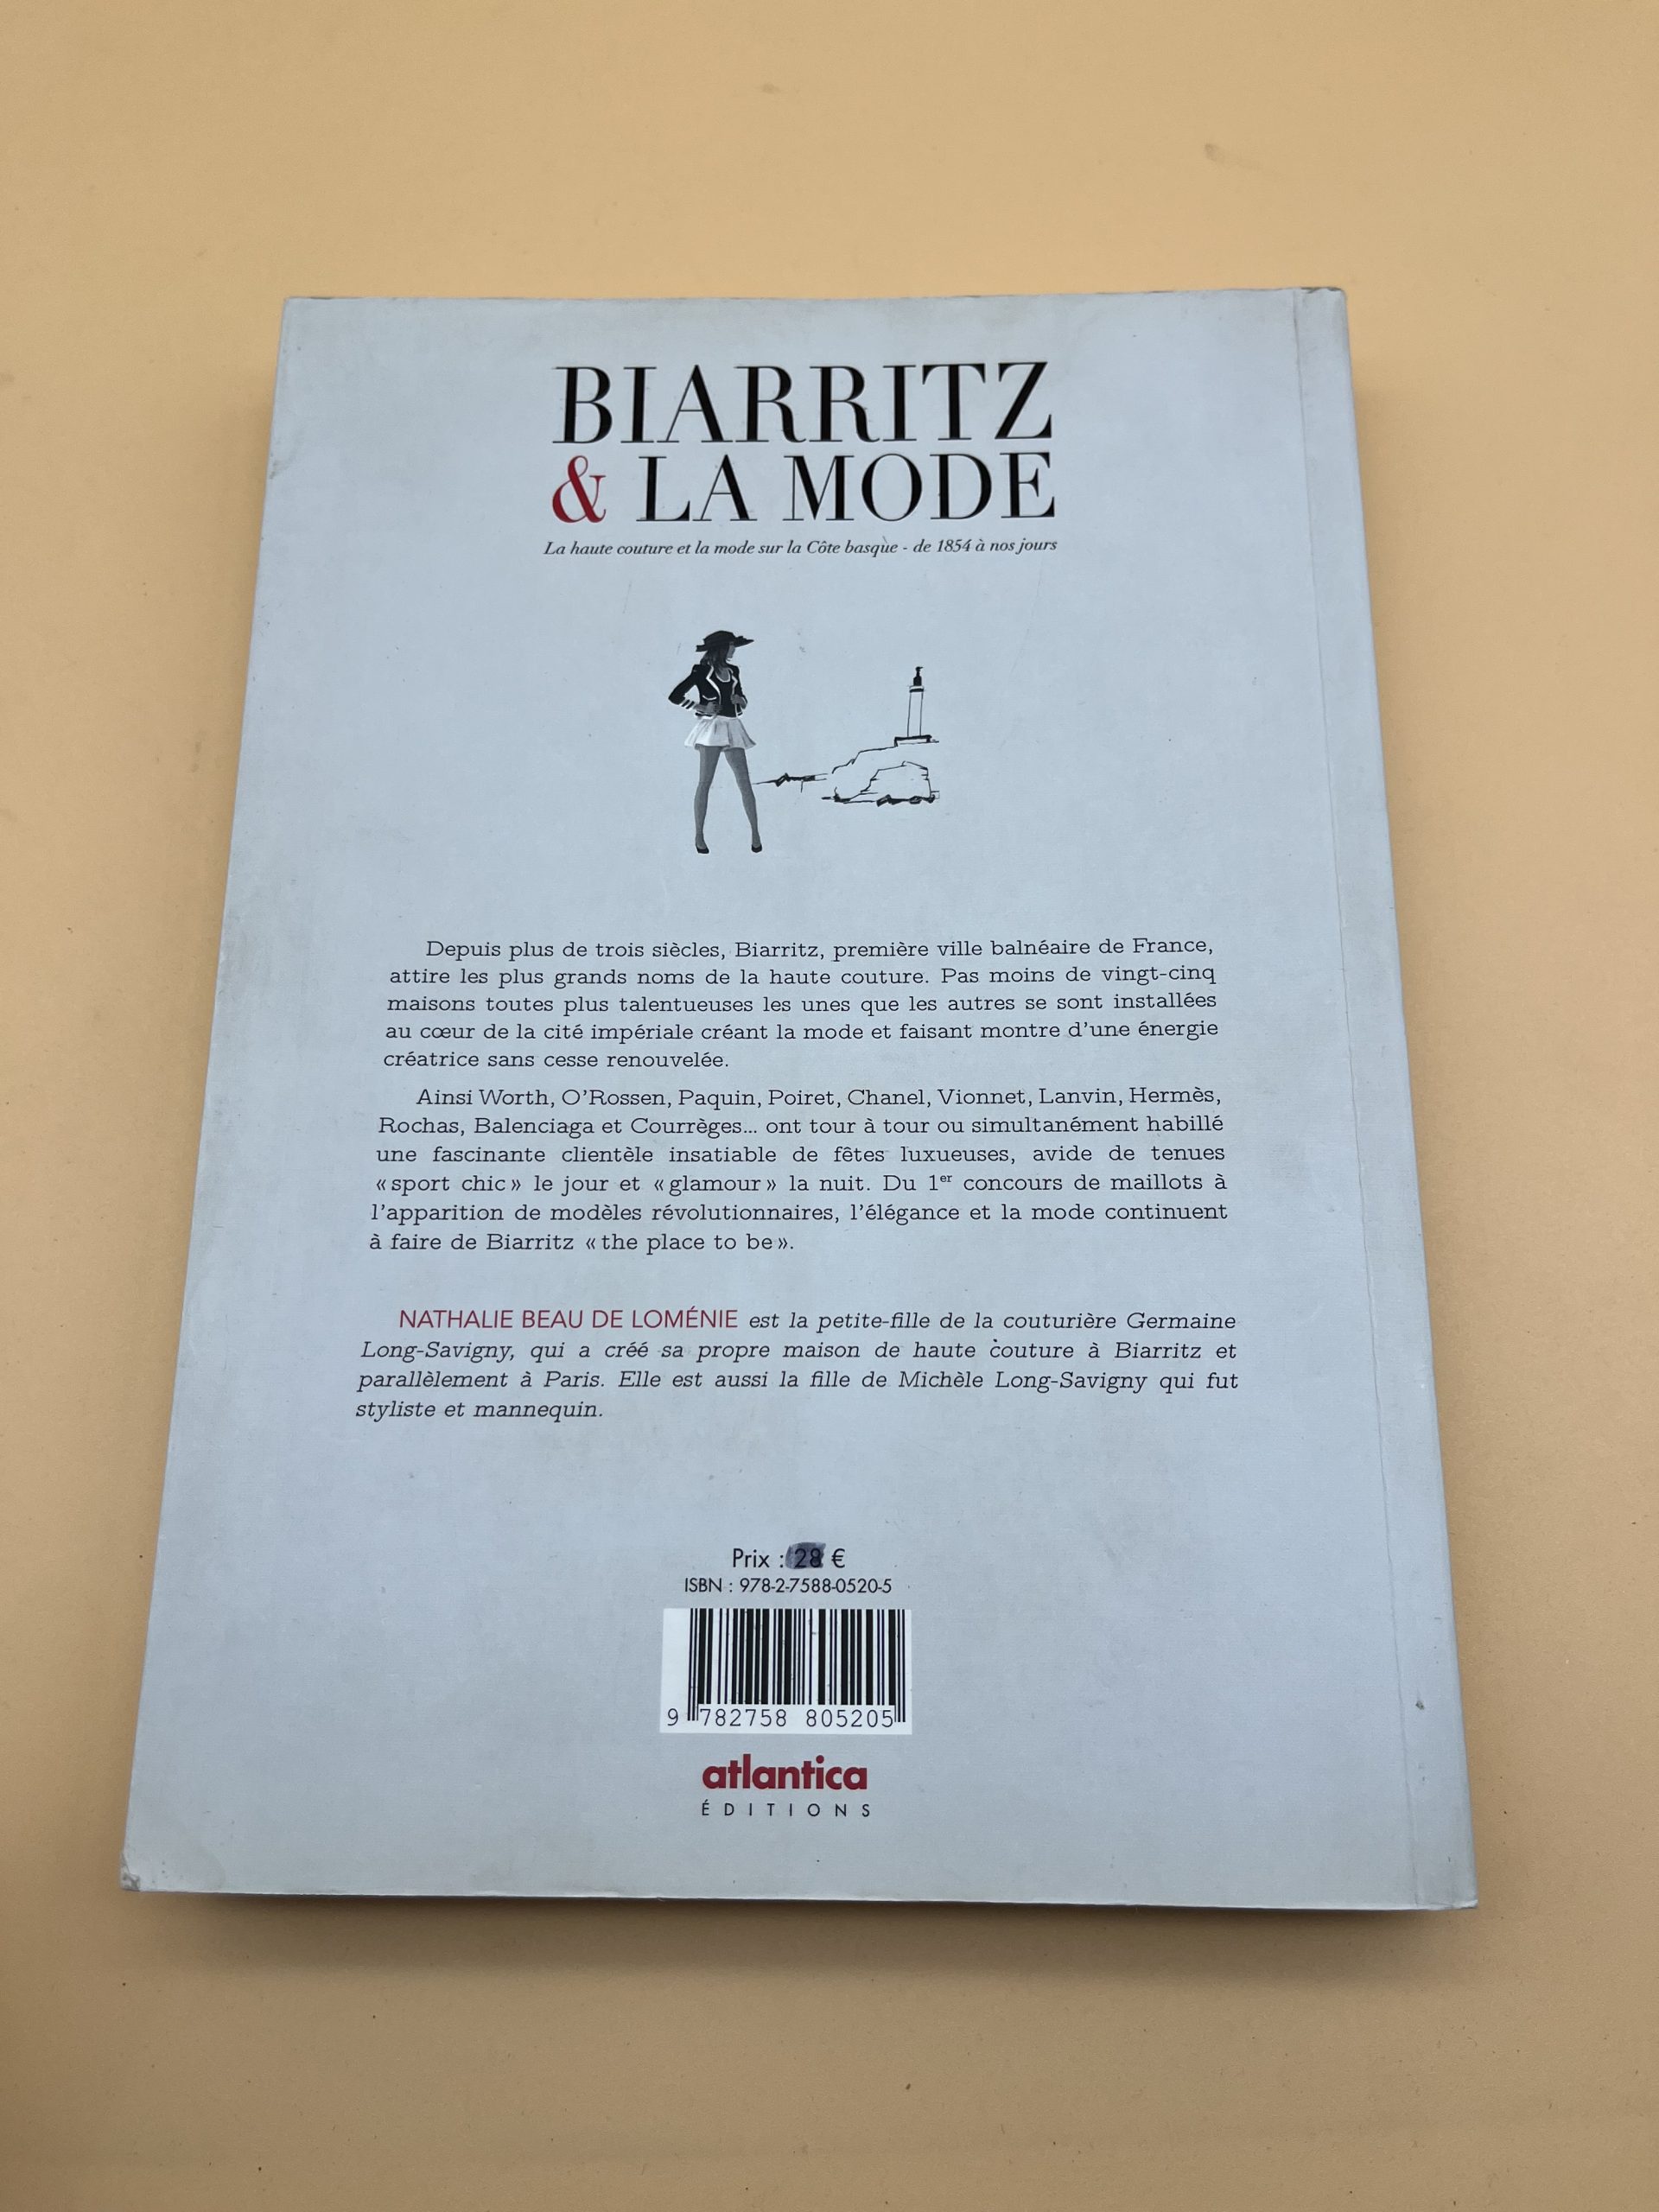 BIARRITZ
& LA MODE
La haute couture et la mode sur la Côte basque - de 1854 à nos jours
Depuis plus de trois siècles, Biarritz, première ville balnéaire de France,
attire les plus grands noms de la haute couture. Pas moins de vingt-cinq
maisons toutes plus talentueuses les unes que les autres se sont installées
au cœur de la cité impériale créant la mode et faisant montre d'une énergie
créatrice sans cesse renouvelée.
Ainsi Worth, O'Rossen, Paquin, Poiret, Chanel, Vionnet, Lanvin, Hermès,
Rochas, Balenciaga et Courrèges... ont tour à tour ou simultanément habillé
une fascinante clientèle insatiable de fêtes luxueuses, avide de tenues
« sport chic » le jour et « glamour » la nuit. Du 1er concours de maillots à
l'apparition de modèles révolutionnaires, l'élégance et la mode continuent
à faire de Biarritz « the place to be ».
NATHALIE BEAU DE LOMÉNIE est la petite-fille de la couturière Germaine
Long-Savigny, qui a créé sa propre maison de haute couture à Biarritz et
parallèlement à Paris. Elle est aussi la fille de Michèle Long-Savigny qui fut
styliste et mannequin.
Prix : 28 €
ISBN : 978-2-7588-0520-5
9 782758 805205
atlantica
ÉDITIONS